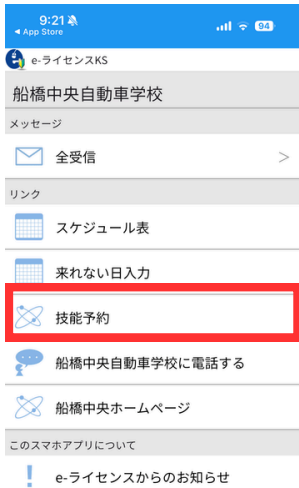 9:21
◀ App Store
94
e-ライセンスKS
船橋中央自動車学校
メッセージ
全受信
リンク
スケジュール表
来れない日入力
技能予約
船橋中央自動車学校に電話する
船橋中央ホームページ
このスマホアプリについて
e-ライセンスからのお知らせ